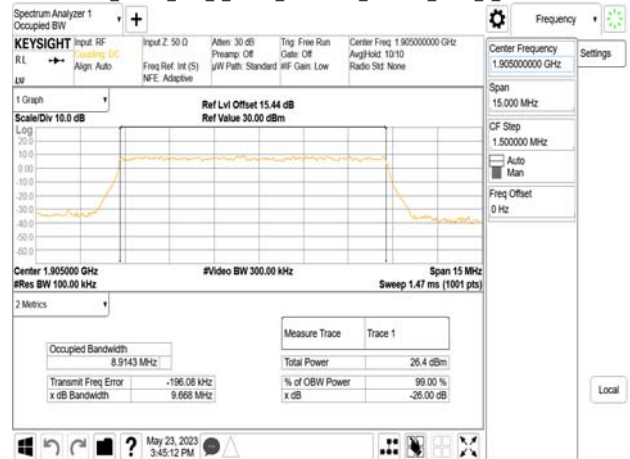 Spectrum Analyzer 1
Occupied BW
Frequency
KEYSIGHT
R L
Input: RF
Coupling: DC
Align: Auto
Input Z: 50 Ω
Freq Ref: Int (S)
NFE: Adaptive
Atten: 30 dB
Preamp: Off
µW Path: Standard
Trig: Free Run
Gate: Off
#IF Gain: Low
Center Freq: 1.905000000 GHz
Avg|Hold: 10/10
Radio Std: None
Center Frequency
1.905000000 GHz
Settings
Span
15.000 MHz
CF Step
1.500000 MHz
Auto
Man
Freq Offset
0 Hz
1 Graph
Scale/Div 10.0 dB
Ref Lvl Offset 15.44 dB
Ref Value 30.00 dBm
Log
20.0
10.0
0.00
-10.0
-20.0
-30.0
-40.0
-50.0
-60.0
Center 1.905000 GHz
#Res BW 100.00 kHz
#Video BW 300.00 kHz
Span 15 MHz
Sweep 1.47 ms (1001 pts)
2 Metrics
Measure Trace Trace 1
Occupied Bandwidth
8.9143 MHz
Total Power 26.4 dBm
Transmit Freq Error -196.08 kHz
% of OBW Power 99.00 %
x dB Bandwidth 9.668 MHz
x dB -26.00 dB
Local
?
May 23, 2023
3:45:12 PM